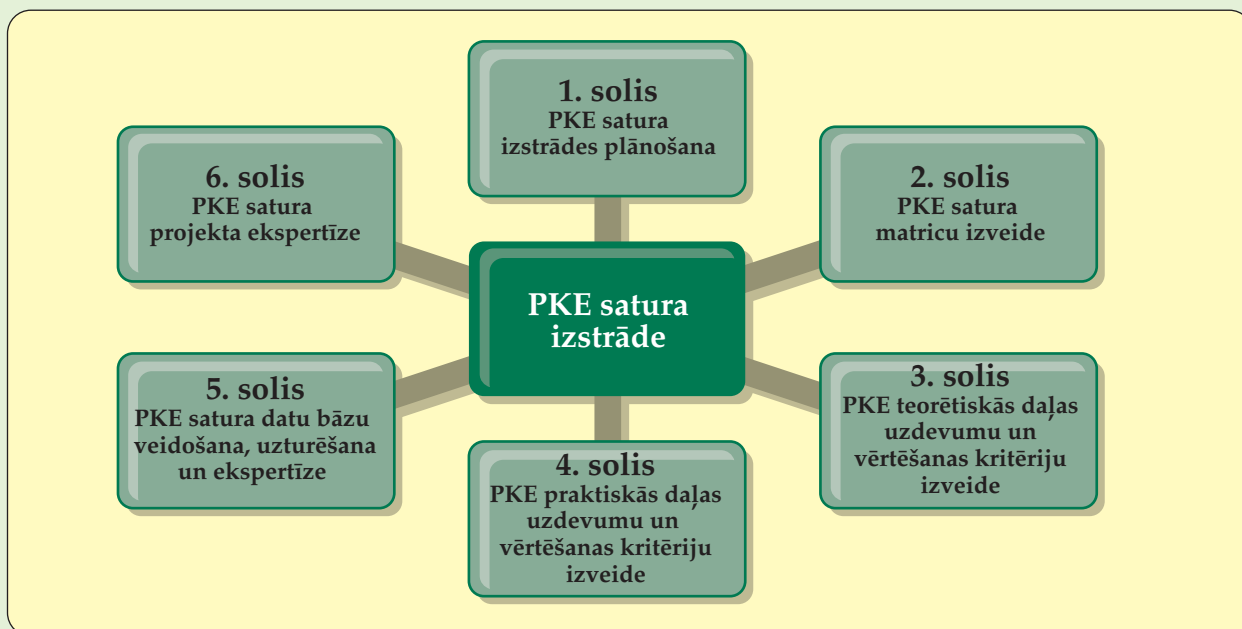 1. solis
PKE satura
izstrādes plānošana
2. solis
PKE satura
matricu izveide
3. solis
PKE teorētiskās daļas
uzdevumu un
vērtēšanas kritēriju
izveide
4. solis
PKE praktiskās daļas
uzdevumu un
vērtēšanas kritēriju
izveide
5. solis
PKE satura datu bāzu
veidošana, uzturēšana
un ekspertīze
6. solis
PKE satura
projekta ekspertīze
PKE satura
izstrāde